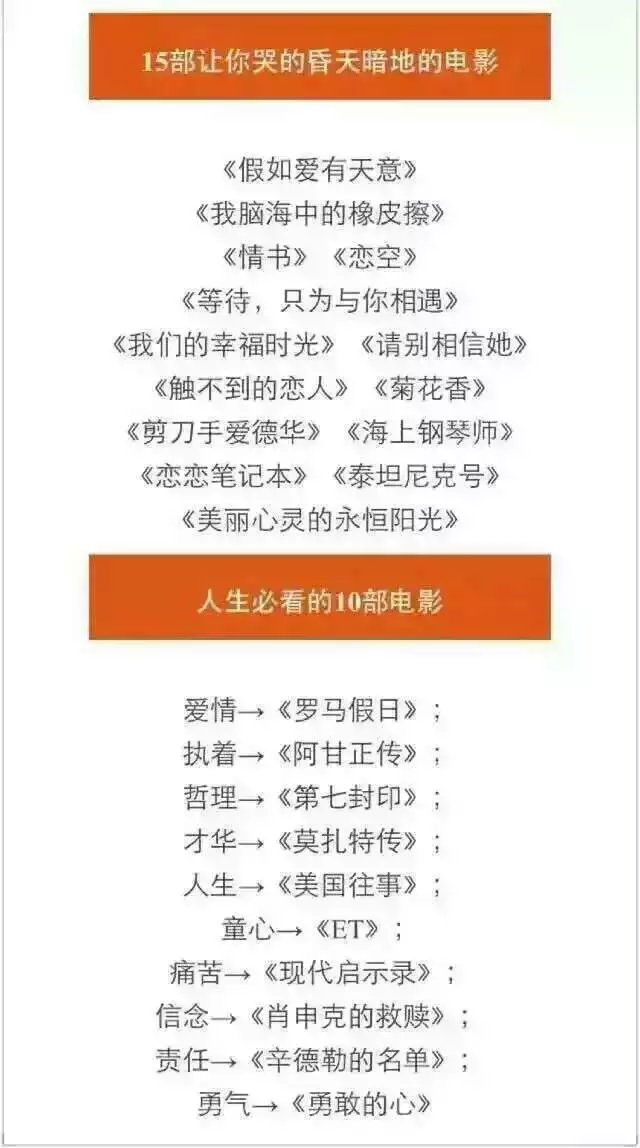 15部让你哭的昏天暗地的电影
《假如爱有天意》
《我脑海中的橡皮擦》
《情书》 《恋空》
《等待，只为与你相遇》
《我们的幸福时光》 《请别相信她》
《触不到的恋人》 《菊花香》
《剪刀手爱德华》 《海上钢琴师》
《恋恋笔记本》 《泰坦尼克号》
《美丽心灵的永恒阳光》
人生必看的10部电影
爱情→《罗马假日》；
执着→《阿甘正传》；
哲理→《第七封印》；
才华→《莫扎特传》；
人生→《美国往事》；
童心→《ET》；
痛苦→《现代启示录》；
信念→《肖申克的救赎》；
责任→《辛德勒的名单》；
勇气→《勇敢的心》